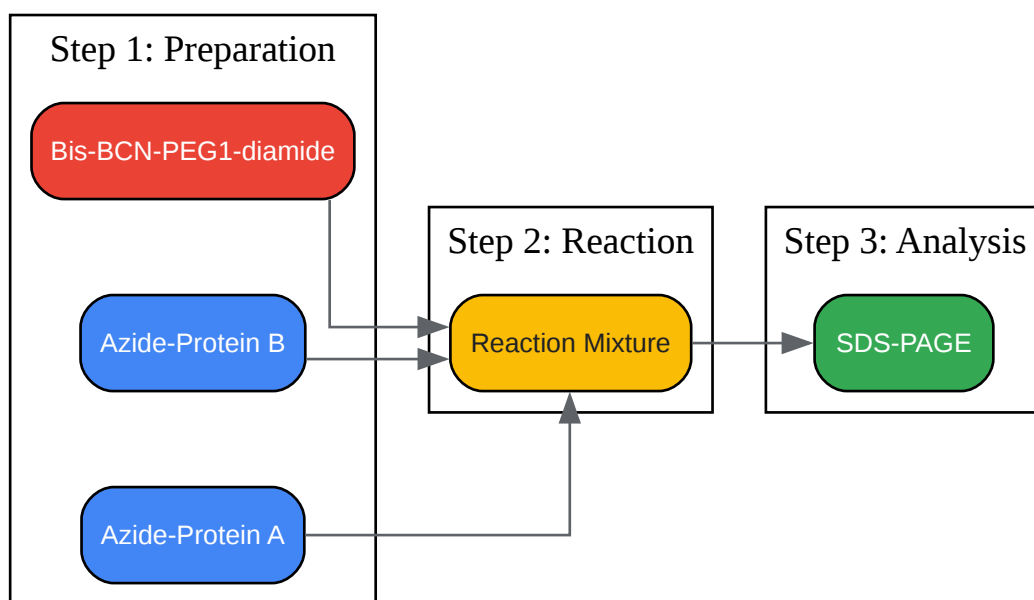 Step 1: Preparation
Bis-BCN-PEG1-diamide
Azide-Protein B
Azide-Protein A
Step 2: Reaction
Reaction Mixture
Step 3: Analysis
SDS-PAGE